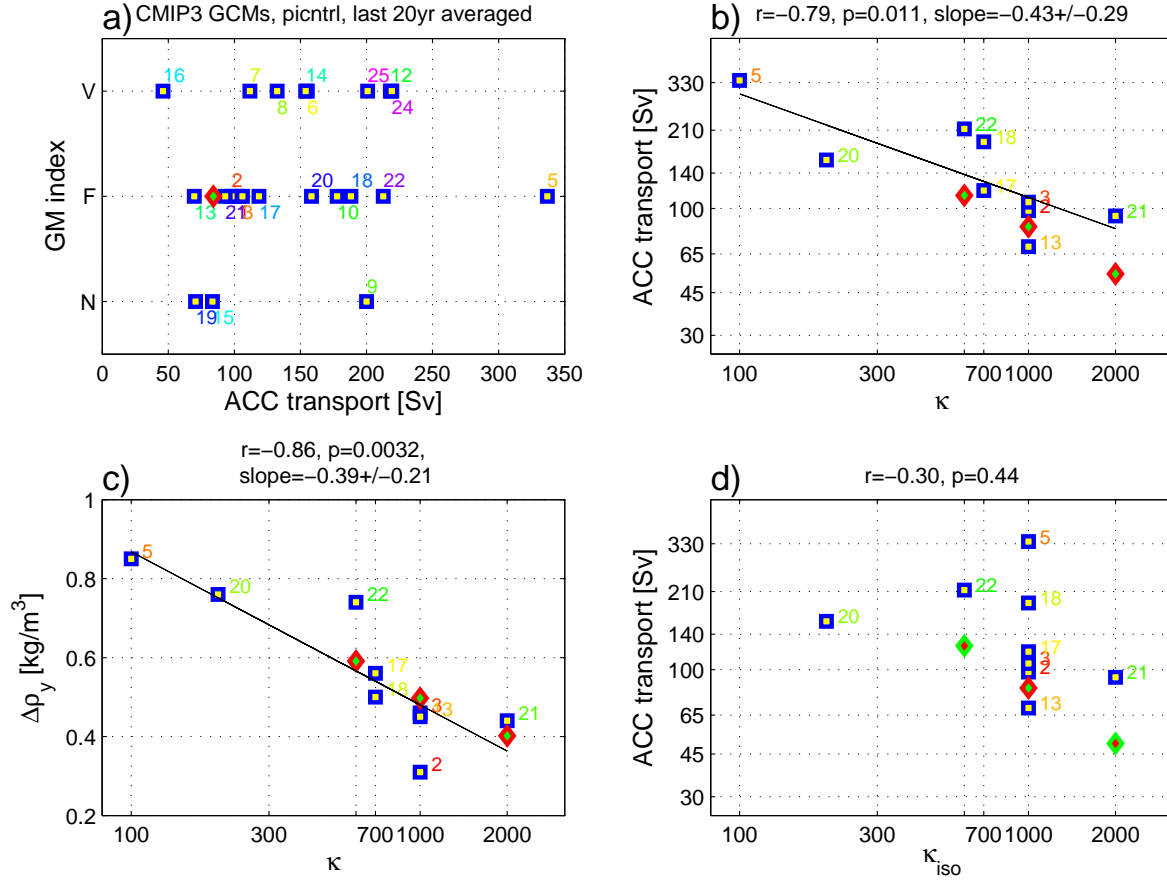 a) CMIP3 GCMs, picntrl, last 20yr averaged
16 7 14 25 12
V
8 6 24
GM index
2 20 18 22 5
F
13 21 3 17 10
9
N
19 15
0 50 100 150 200 250 300 350
ACC transport [Sv]
b) r=−0.79, p=0.011, slope=−0.43+/−0.29
330 5
210 22
18
140 20
17
100 3
2 21
65 13
45
30
ACC transport [Sv]
100 300 700 1000 2000
κ
c) r=−0.86, p=0.0032,
slope=−0.39+/−0.21
1
5
0.8 20
22
0.6
17
18
3
13 21
0.4
2
0.2
Δρy [kg/m³]
100 300 700 1000 2000
κ
d) r=−0.30, p=0.44
330 5
210 22
18
20
140
17
3
100 2 21
65 13
45
30
ACC transport [Sv]
100 300 700 1000 2000
κiso